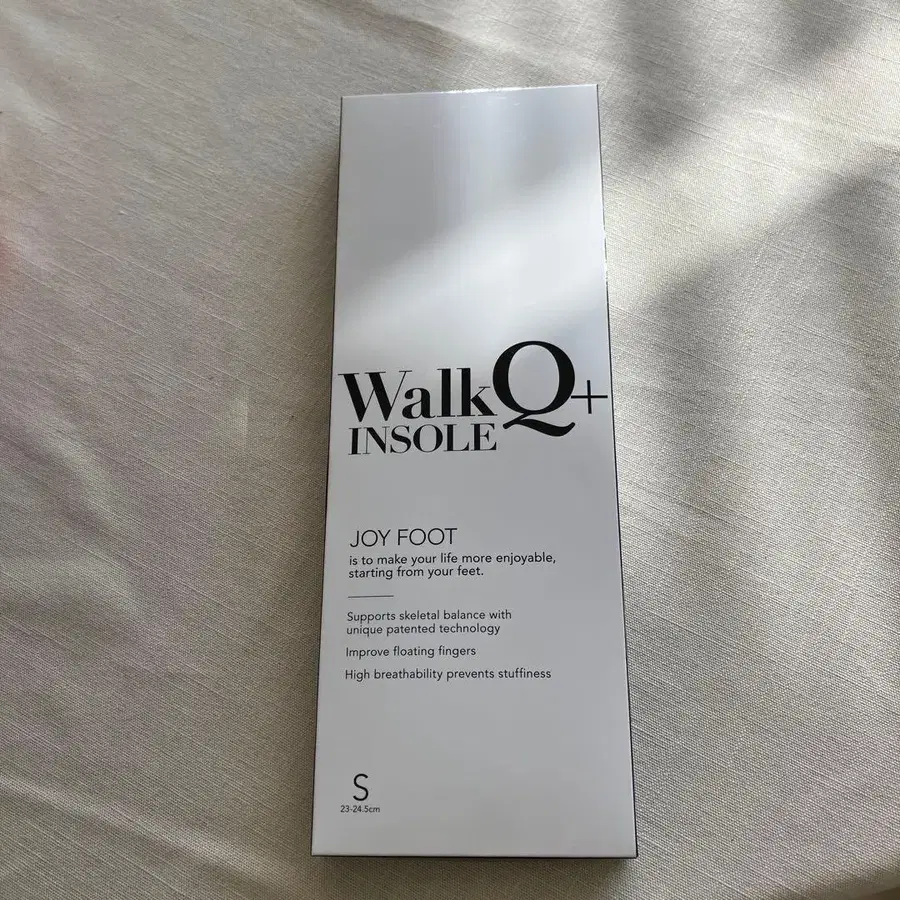 WalkQ+
INSOLE
JOY FOOT
is to make your life more enjoyable,
starting from your feet.
Supports skeletal balance with
unique patented technology
Improve floating fingers
High breathability prevents stuffiness
S
23-24.5cm